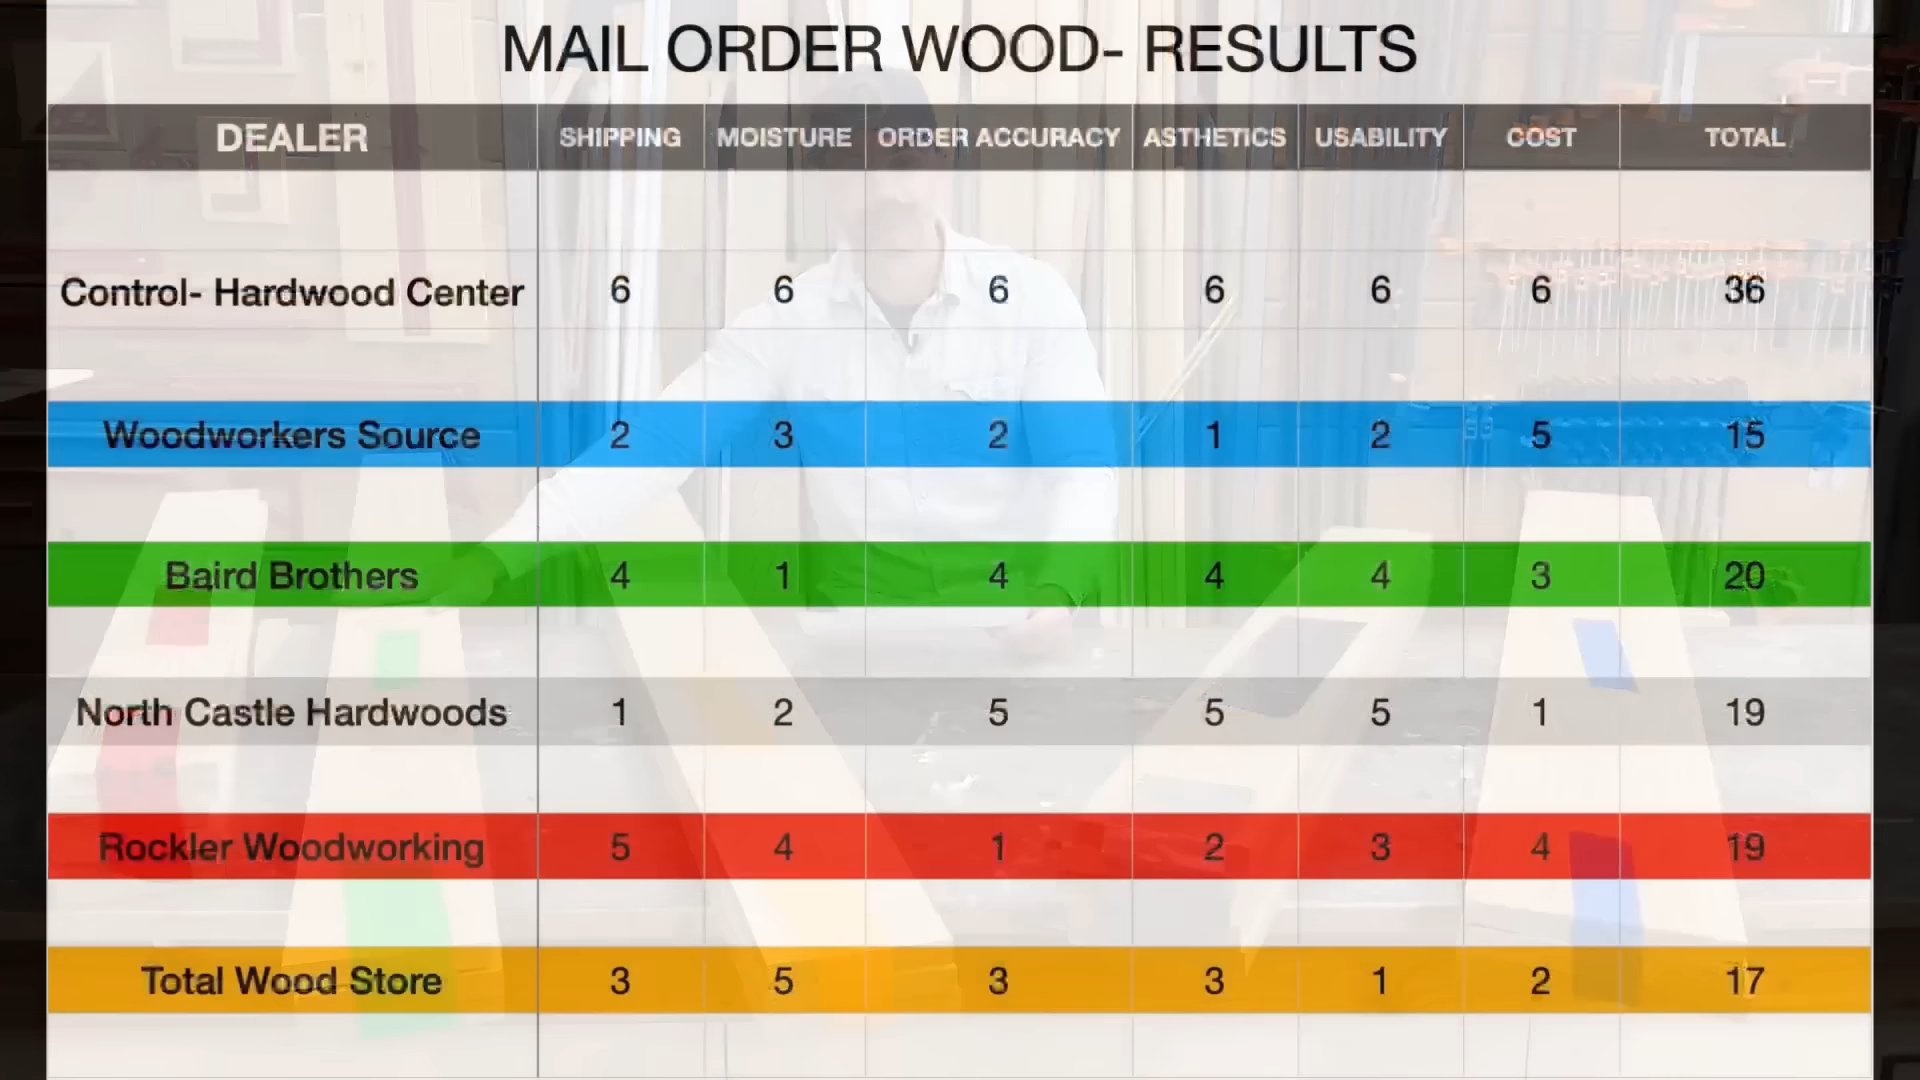 MAIL ORDER WOOD- RESULTS
DEALER SHIPPING MOISTURE ORDER ACCURACY ASTHETICS USABILITY COST TOTAL
Control- Hardwood Center 6 6 6 6 6 6 36
Woodworkers Source 2 3 2 1 2 5 15
Baird Brothers 4 1 4 4 4 3 20
North Castle Hardwoods 1 2 5 5 5 1 19
Rockler Woodworking 5 4 1 2 3 4 19
Total Wood Store 3 5 3 3 1 2 17